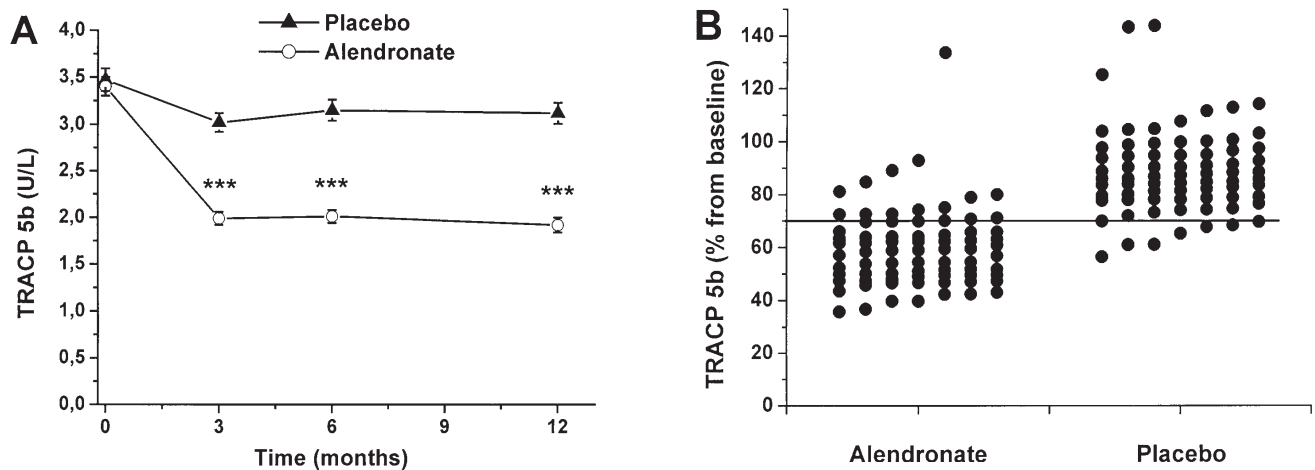 A
Placebo
Alendronate
TRACP 5b (U/L)
4,0
3,5
3,0
2,5
2,0
1,5
1,0
0,5
0,0
***
***
***
0
3
6
9
12
Time (months)
B
TRACP 5b (% from baseline)
140
120
100
80
60
40
20
0
Alendronate
Placebo